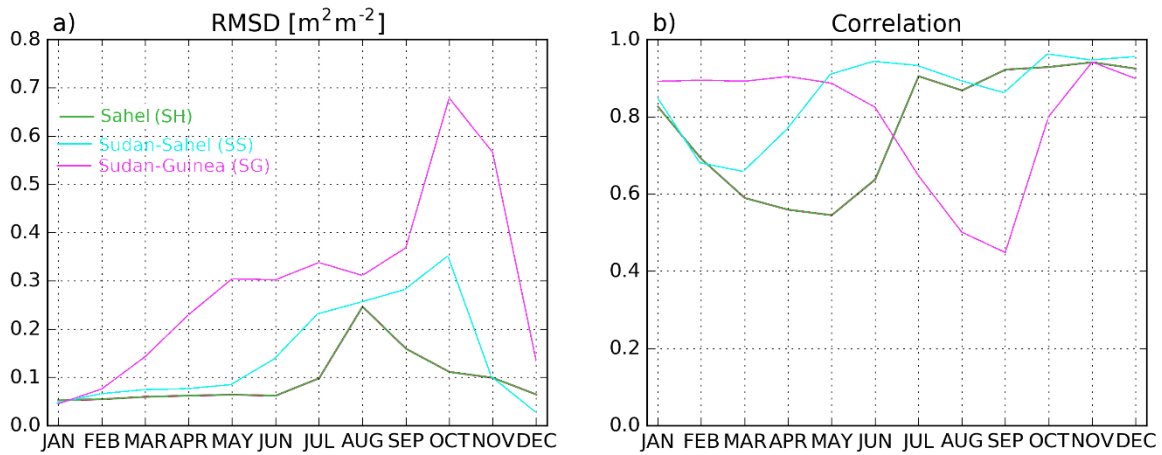 a) RMSD [m²m⁻²]
0.8
0.7
0.6
0.5
0.4
0.3
0.2
0.1
0.0
Sahel (SH)
Sudan-Sahel (SS)
Sudan-Guinea (SG)
JAN FEB MAR APR MAY JUN JUL AUG SEP OCT NOV DEC
b) Correlation
1.0
0.8
0.6
0.4
0.2
0.0
JAN FEB MAR APR MAY JUN JUL AUG SEP OCT NOV DEC